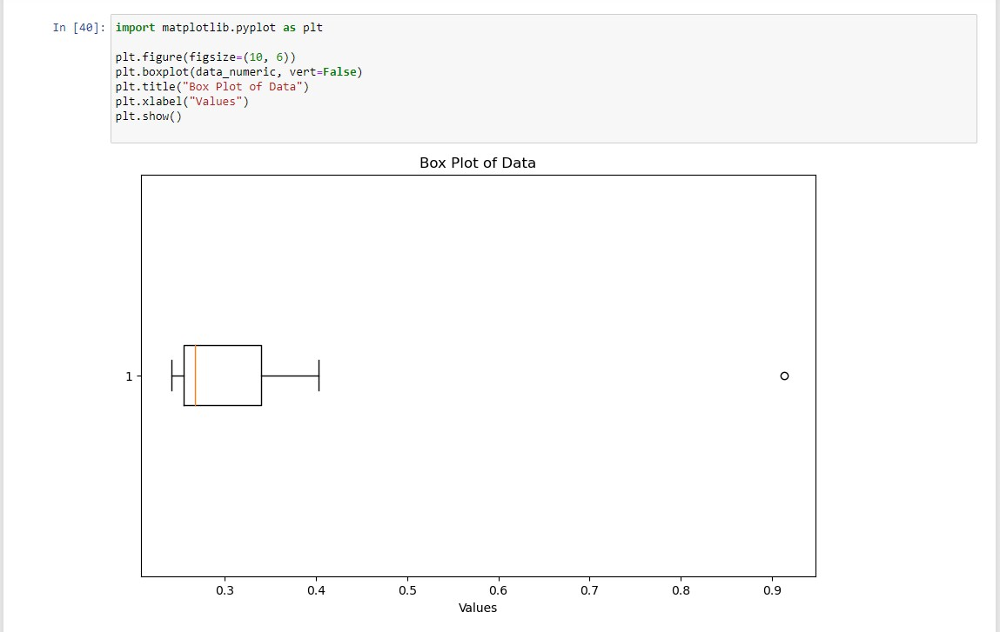 In [40]: import matplotlib.pyplot as plt
plt.figure(figsize=(10, 6))
plt.boxplot(data_numeric, vert=False)
plt.title("Box Plot of Data")
plt.xlabel("Values")
plt.show()
Box Plot of Data
1
0.3 0.4 0.5 0.6 0.7 0.8 0.9
Values